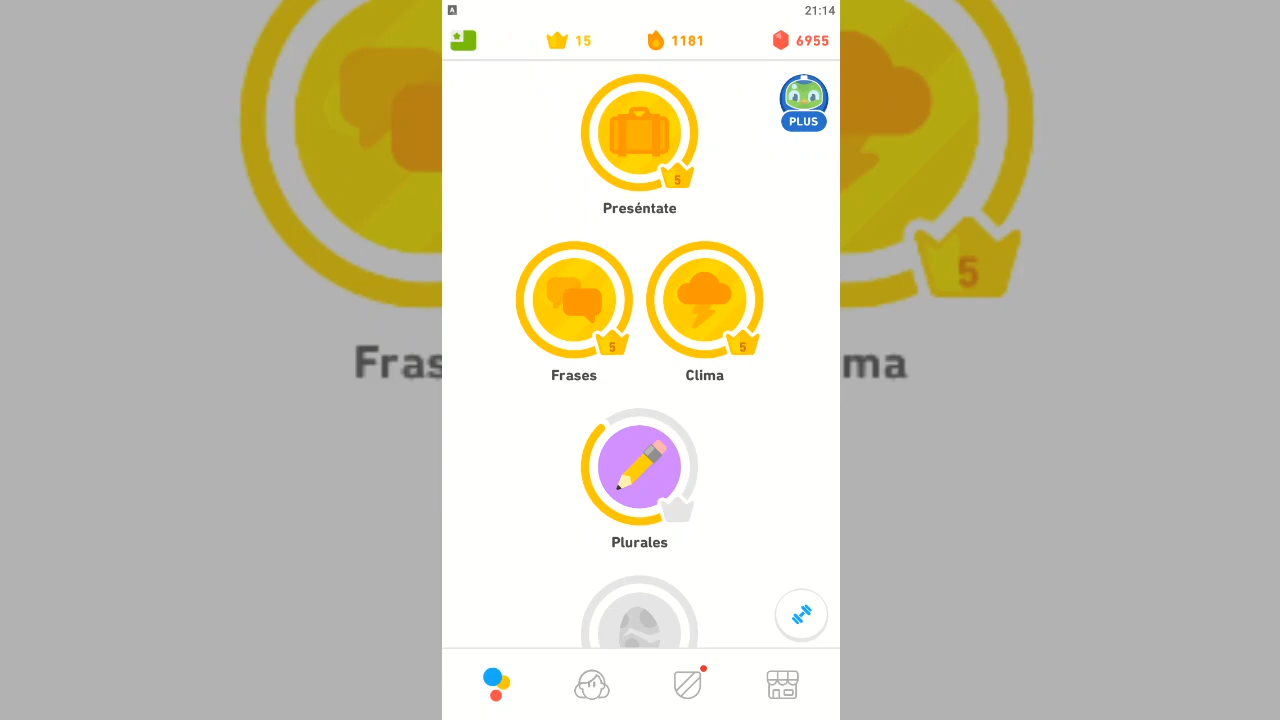 A 21:14
15 1181 6955
PLUS
5
Preséntate
5 5
5
Frases Clima
Fras ma
Plurales